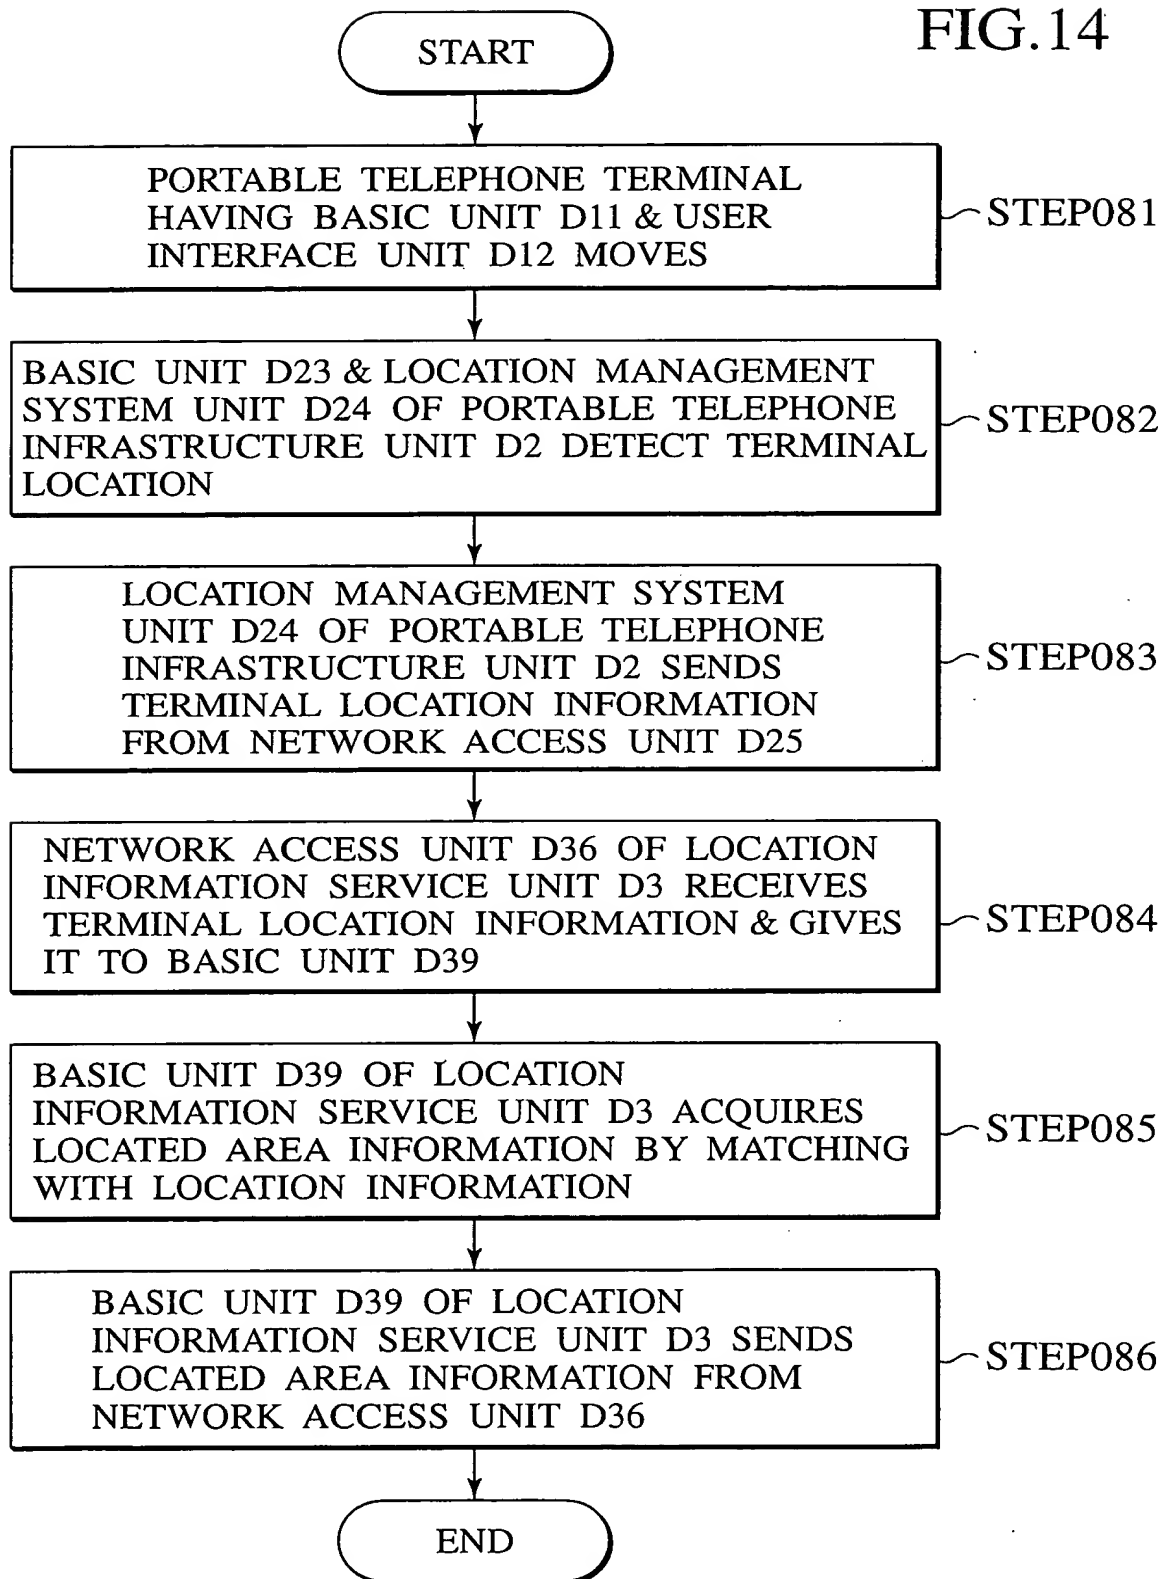 FIG.14
START
PORTABLE TELEPHONE TERMINAL
HAVING BASIC UNIT D11 & USER
INTERFACE UNIT D12 MOVES
STEP081
BASIC UNIT D23 & LOCATION MANAGEMENT
SYSTEM UNIT D24 OF PORTABLE TELEPHONE
INFRASTRUCTURE UNIT D2 DETECT TERMINAL
LOCATION
STEP082
LOCATION MANAGEMENT SYSTEM
UNIT D24 OF PORTABLE TELEPHONE
INFRASTRUCTURE UNIT D2 SENDS
TERMINAL LOCATION INFORMATION
FROM NETWORK ACCESS UNIT D25
STEP083
NETWORK ACCESS UNIT D36 OF LOCATION
INFORMATION SERVICE UNIT D3 RECEIVES
TERMINAL LOCATION INFORMATION & GIVES
IT TO BASIC UNIT D39
STEP084
BASIC UNIT D39 OF LOCATION
INFORMATION SERVICE UNIT D3 ACQUIRES
LOCATED AREA INFORMATION BY MATCHING
WITH LOCATION INFORMATION
STEP085
BASIC UNIT D39 OF LOCATION
INFORMATION SERVICE UNIT D3 SENDS
LOCATED AREA INFORMATION FROM
NETWORK ACCESS UNIT D36
STEP086
END